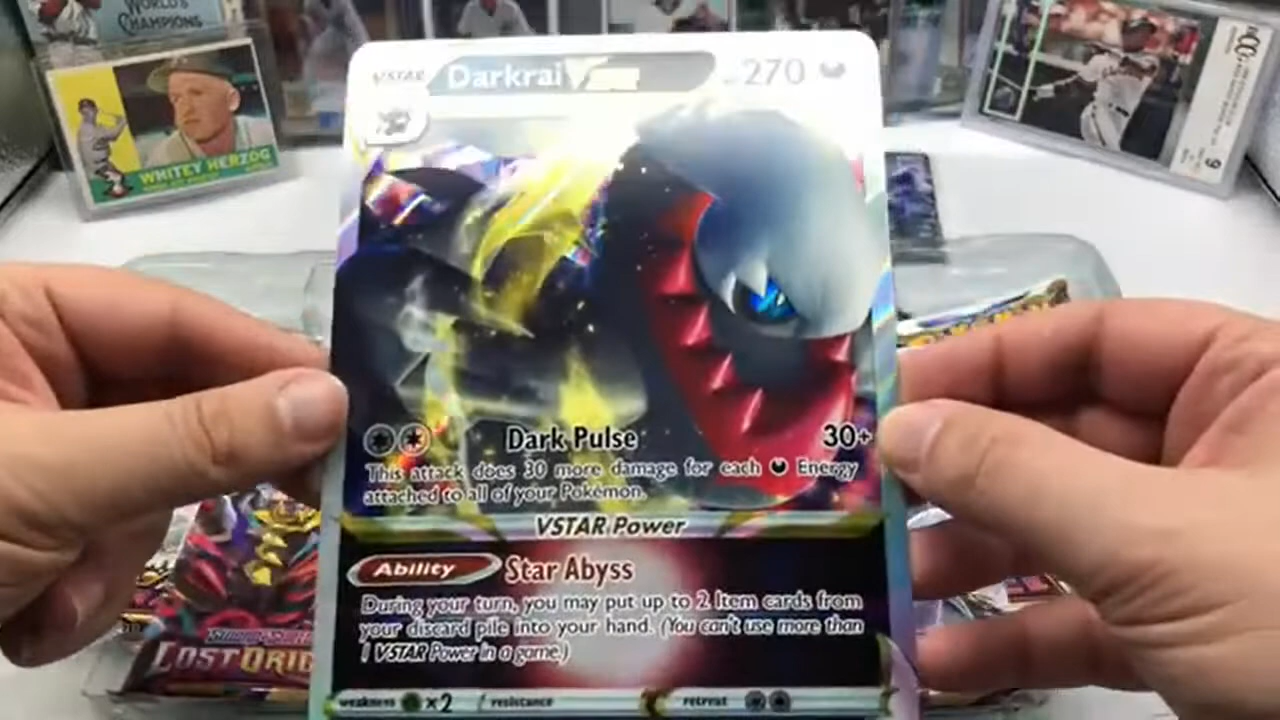 WORLD'S
CHAMPIONS
WHITEY HERZOG
9
VSTAR Darkrai VSTAR 270
Dark Pulse 30+
This attack does 30 more damage for each Energy
attached to all of your Pokémon.
VSTAR Power
Ability Star Abyss
During your turn, you may put up to 2 Item cards from
your discard pile into your hand. (You can't use more than
1 VSTAR Power in a game.)
weakness ×2 resistance retreat
LOST ORIG